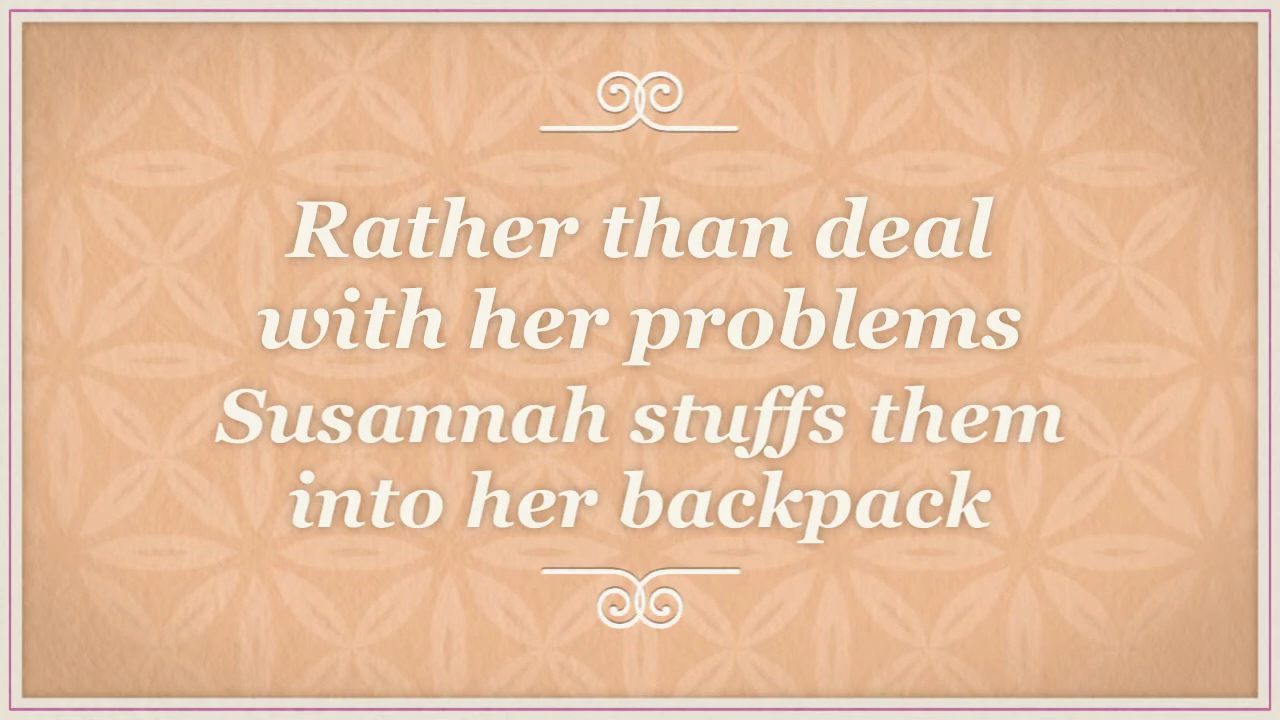 Rather than deal
with her problems
Susannah stuffs them
into her backpack